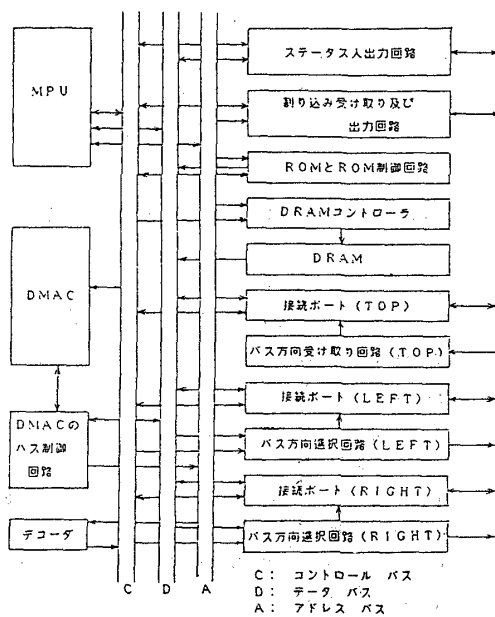 MPU
DMAC
DMACの
バス制御
回路
デコーダ
ステータス入出力回路
割り込み受け取り及び
出力回路
ROMとROM制御回路
DRAMコントローラ
DRAM
接続ポート(TOP)
バス方向受け取り回路(TOP)
接続ポート(LEFT)
バス方向選択回路(LEFT)
接続ポート(RIGHT)
バス方向選択回路(RIGHT)
C D A
C: コントロール バス
D: データ バス
A: アドレス バス